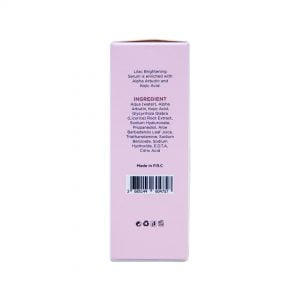 Lilac Brightening
Serum is enriched with
Alpha Arbutin and
Kojic Acid.
INGREDIENT
Aqua (water), Alpha
Arbutin, Kojic Acid,
Glycyrrhiza Glabra
(Licorice) Root Extract,
Sodium Hyaluronate,
Propanediol, Aloe
Barbadensis Leaf Juice,
Triethanolamine, Sodium
Benzoate, Sodium
Hydroxide, E.D.T.A,
Citric Acid
Made in P.R.C